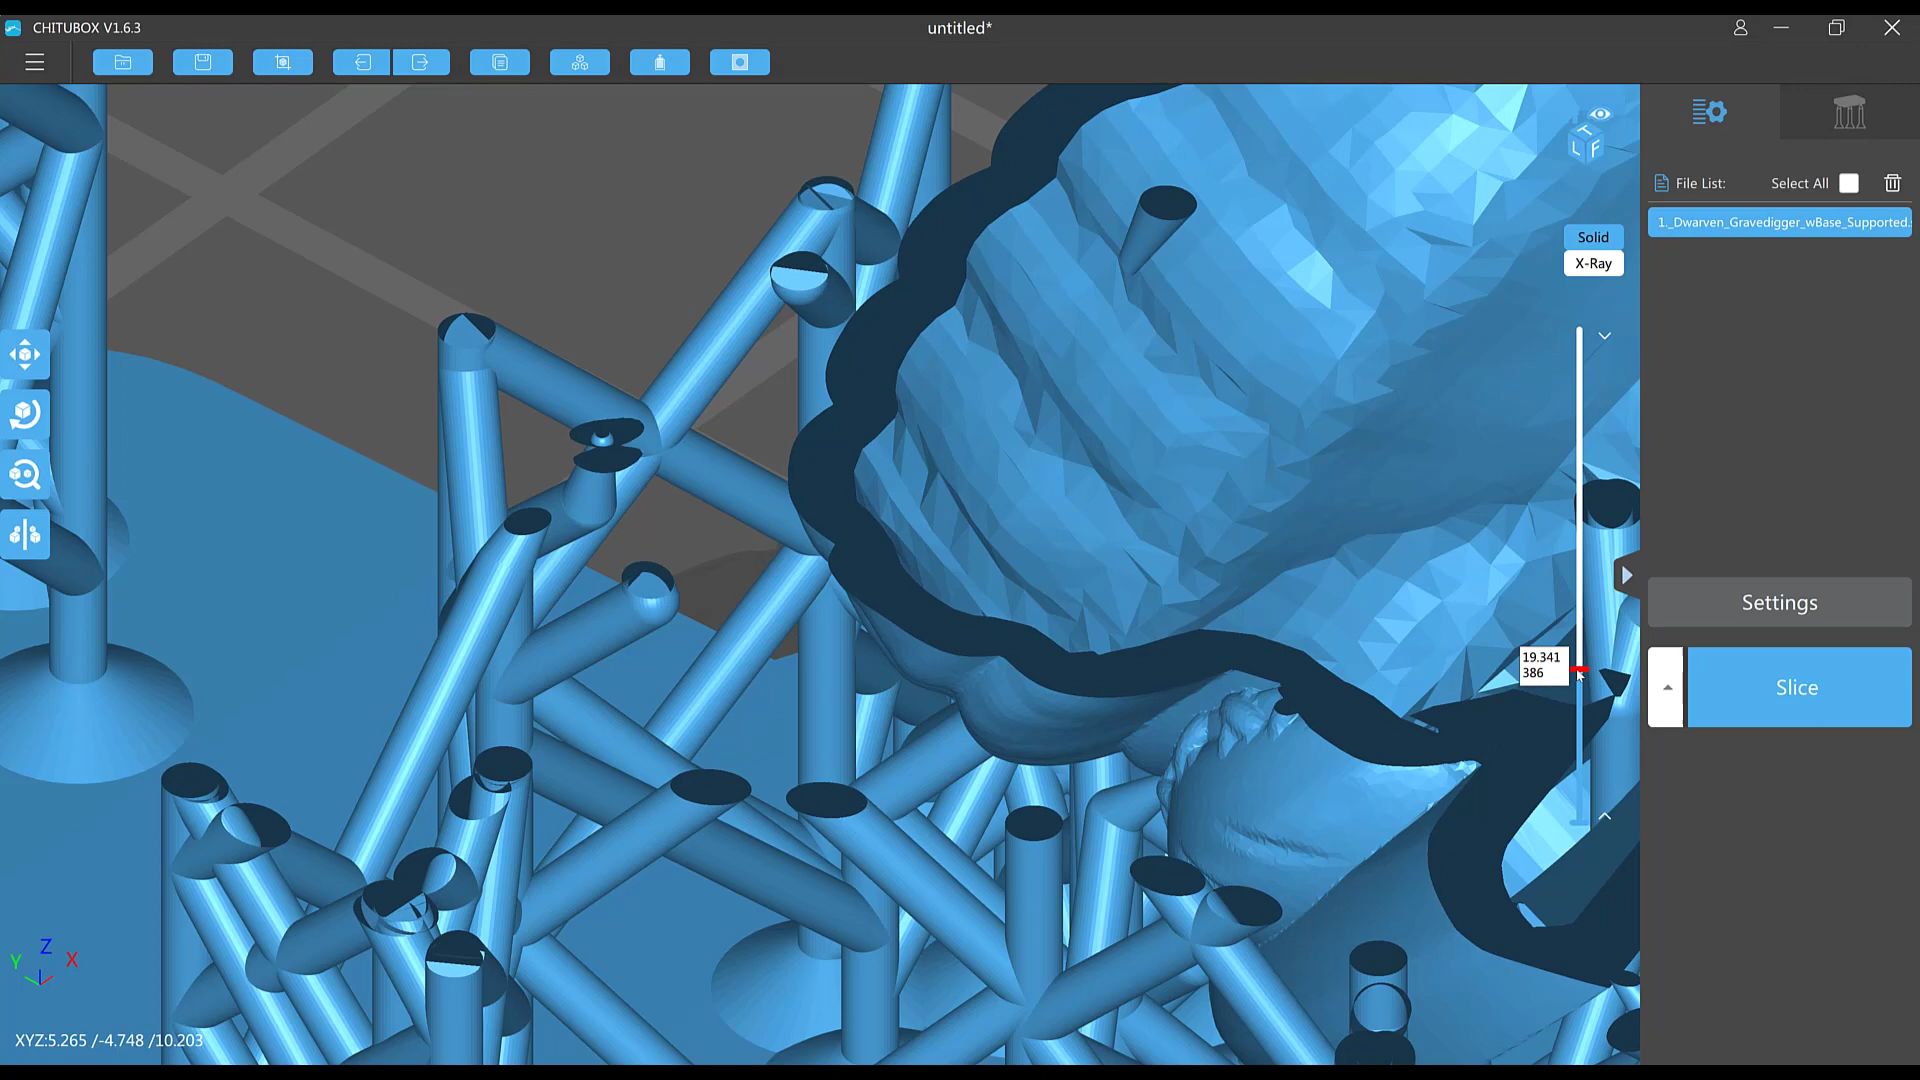 CHITUBOX V1.6.3
untitled*
T
L F
File List:
Select All
1._Dwarven_Gravedigger_wBase_Supported.
Solid
X-Ray
Settings
19.341
386
Slice
Z
Y
X
XYZ:5.265 /-4.748 /10.203